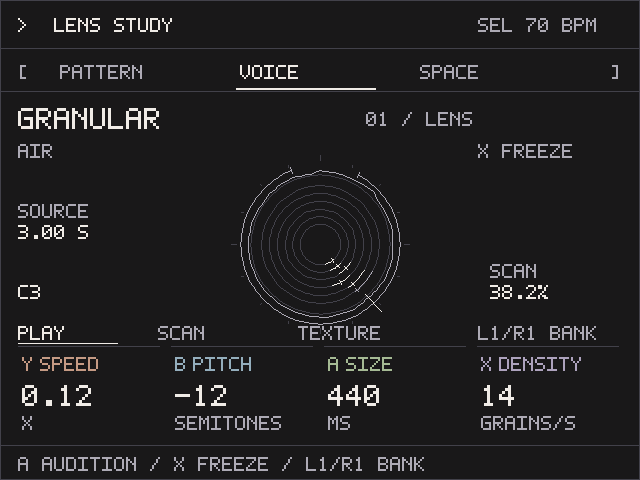 > LENS STUDY SEL 70 BPM
[ PATTERN VOICE SPACE ]
GRANULAR 01 / LENS
AIR X FREEZE
SOURCE
3.00 S
SCAN
C3 38.2%
PLAY SCAN TEXTURE L1/R1 BANK
Y SPEED B PITCH A SIZE X DENSITY
0.12 -12 440 14
X SEMITONES MS GRAINS/S
A AUDITION / X FREEZE / L1/R1 BANK